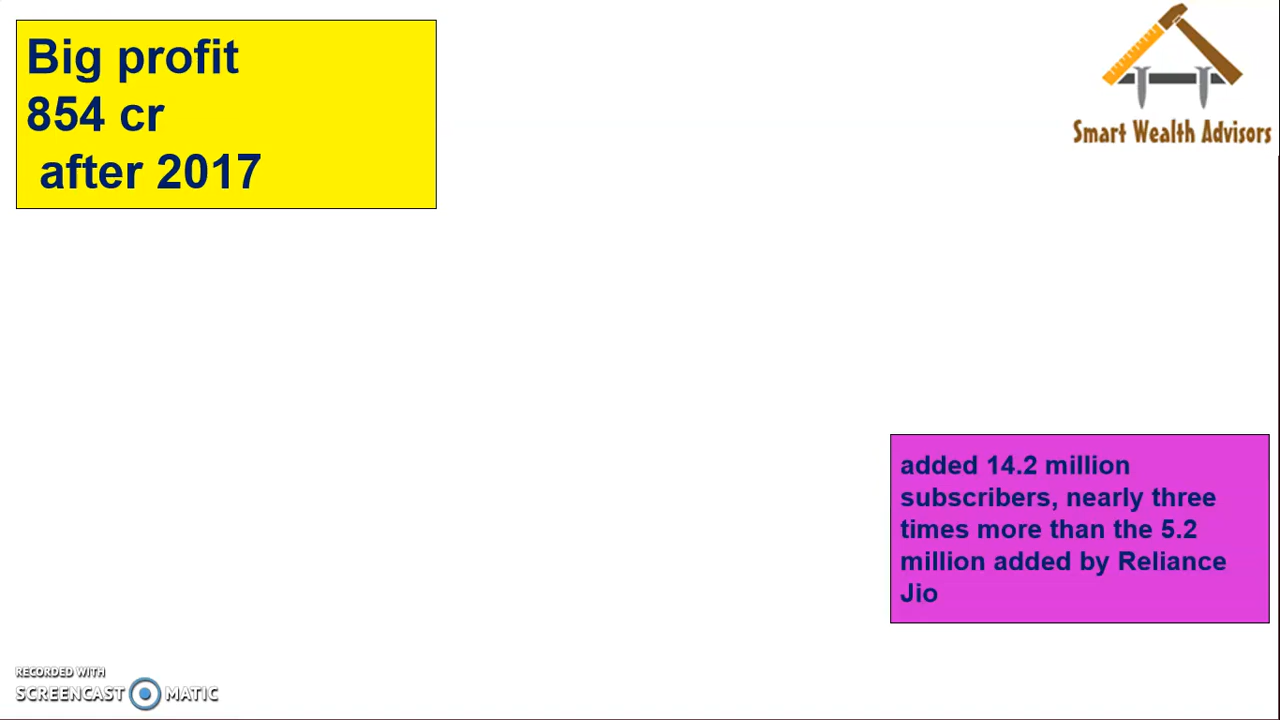 Big profit
854 cr
after 2017
Smart Wealth Advisors
added 14.2 million
subscribers, nearly three
times more than the 5.2
million added by Reliance
Jio
RECORDED WITH
SCREENCAST MATIC